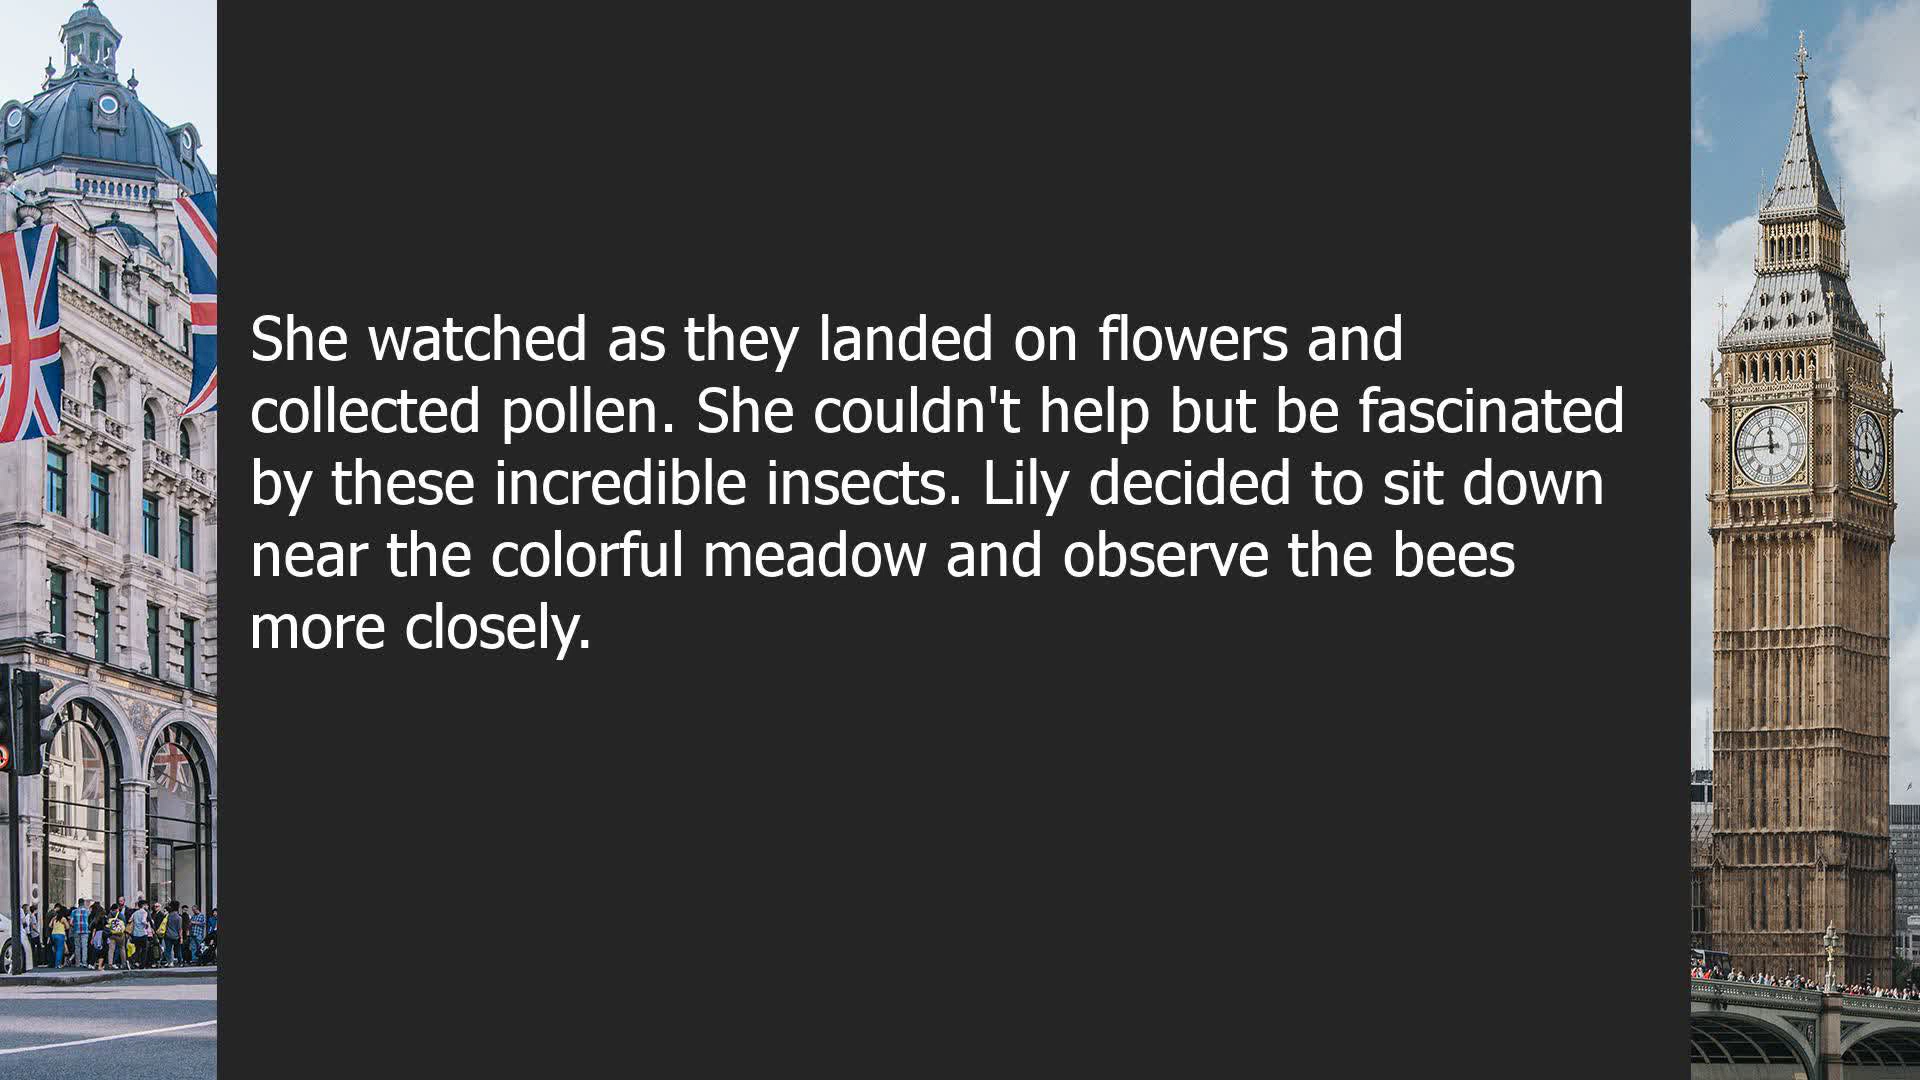 She watched as they landed on flowers and
collected pollen. She couldn't help but be fascinated
by these incredible insects. Lily decided to sit down
near the colorful meadow and observe the bees
more closely.